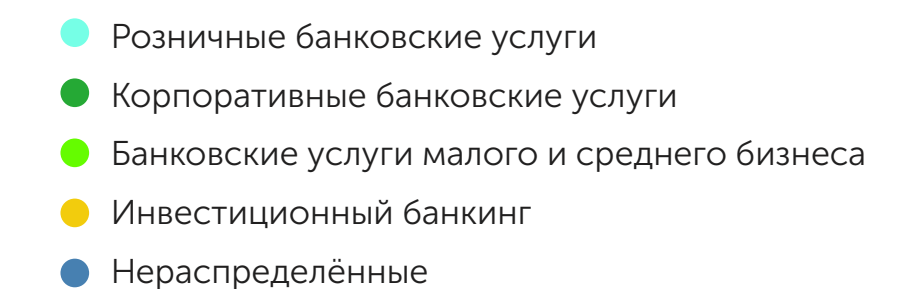 Розничные банковские услуги
Корпоративные банковские услуги
Банковские услуги малого и среднего бизнеса
Инвестиционный банкинг
Нераспределённые